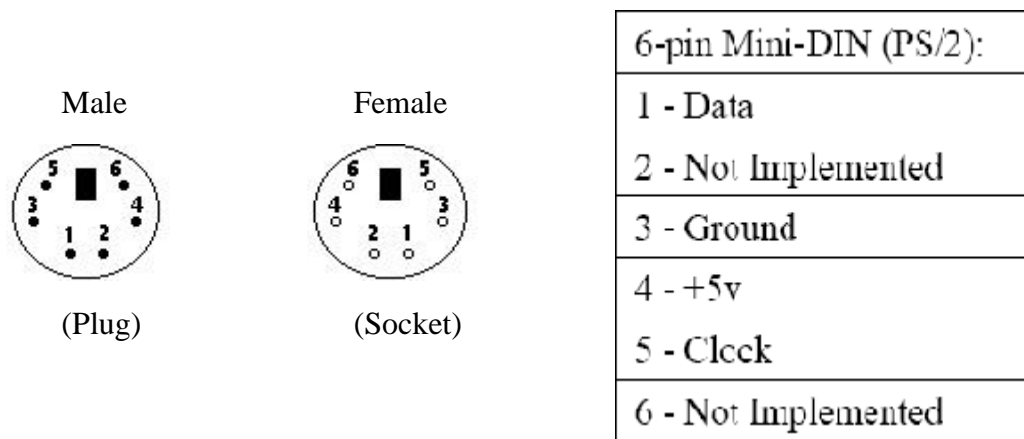 Male
5 6
3 4
1 2
(Plug)
Female
6 5
4 3
2 1
(Socket)
6-pin Mini-DIN (PS/2):
1 - Data
2 - Not Implemented
3 - Ground
4 - +5v
5 - Clock
6 - Not Implemented